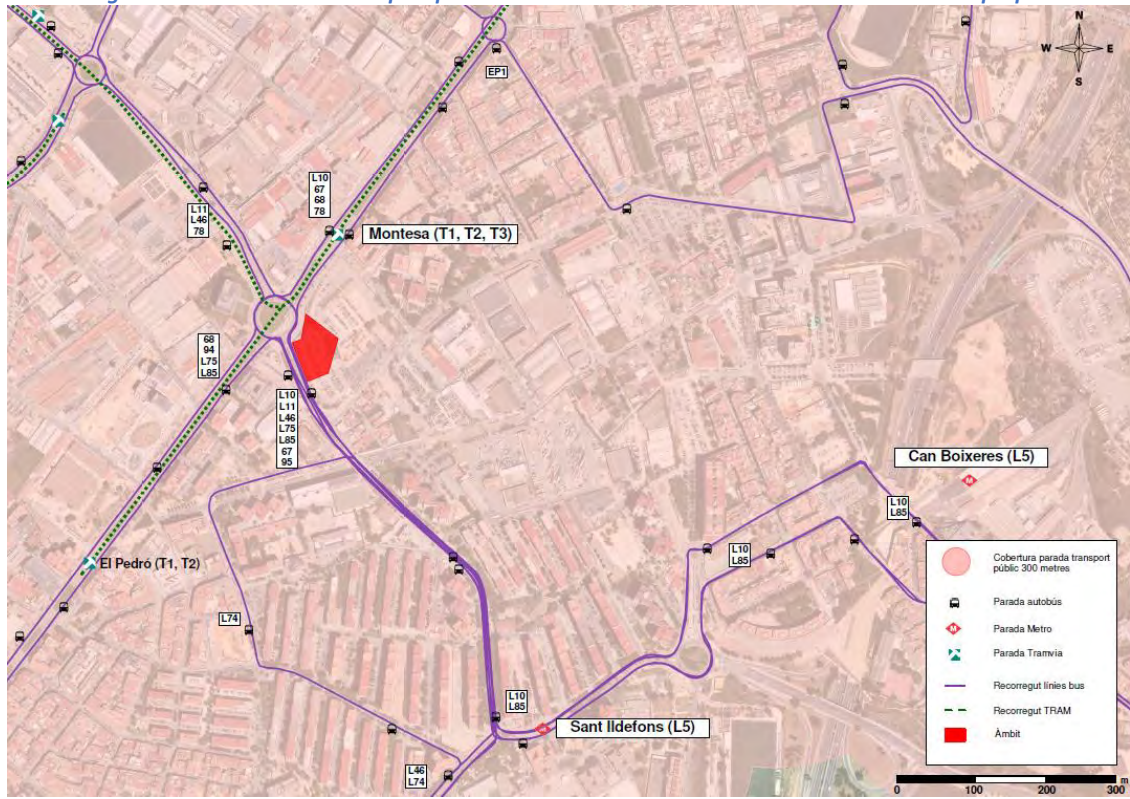 N
W E
S
EP1
L10
67
68
78
L11
L46
78
Montesa (T1, T2, T3)
68
94
L75
L85
L10
L11
L46
L75
L85
67
95
Can Boixeres (L5)
M
L10
L85
L10
L85
El Pedró (T1, T2)
L74
L10
L85
Sant Ildefons (L5)
L46
L74
Cobertura parada transport
públic 300 metres
Parada autobús
M
Parada Metro
Parada Tramvia
Recorregut línies bus
Recorregut TRAM
Àmbit
m
0 100 200 300